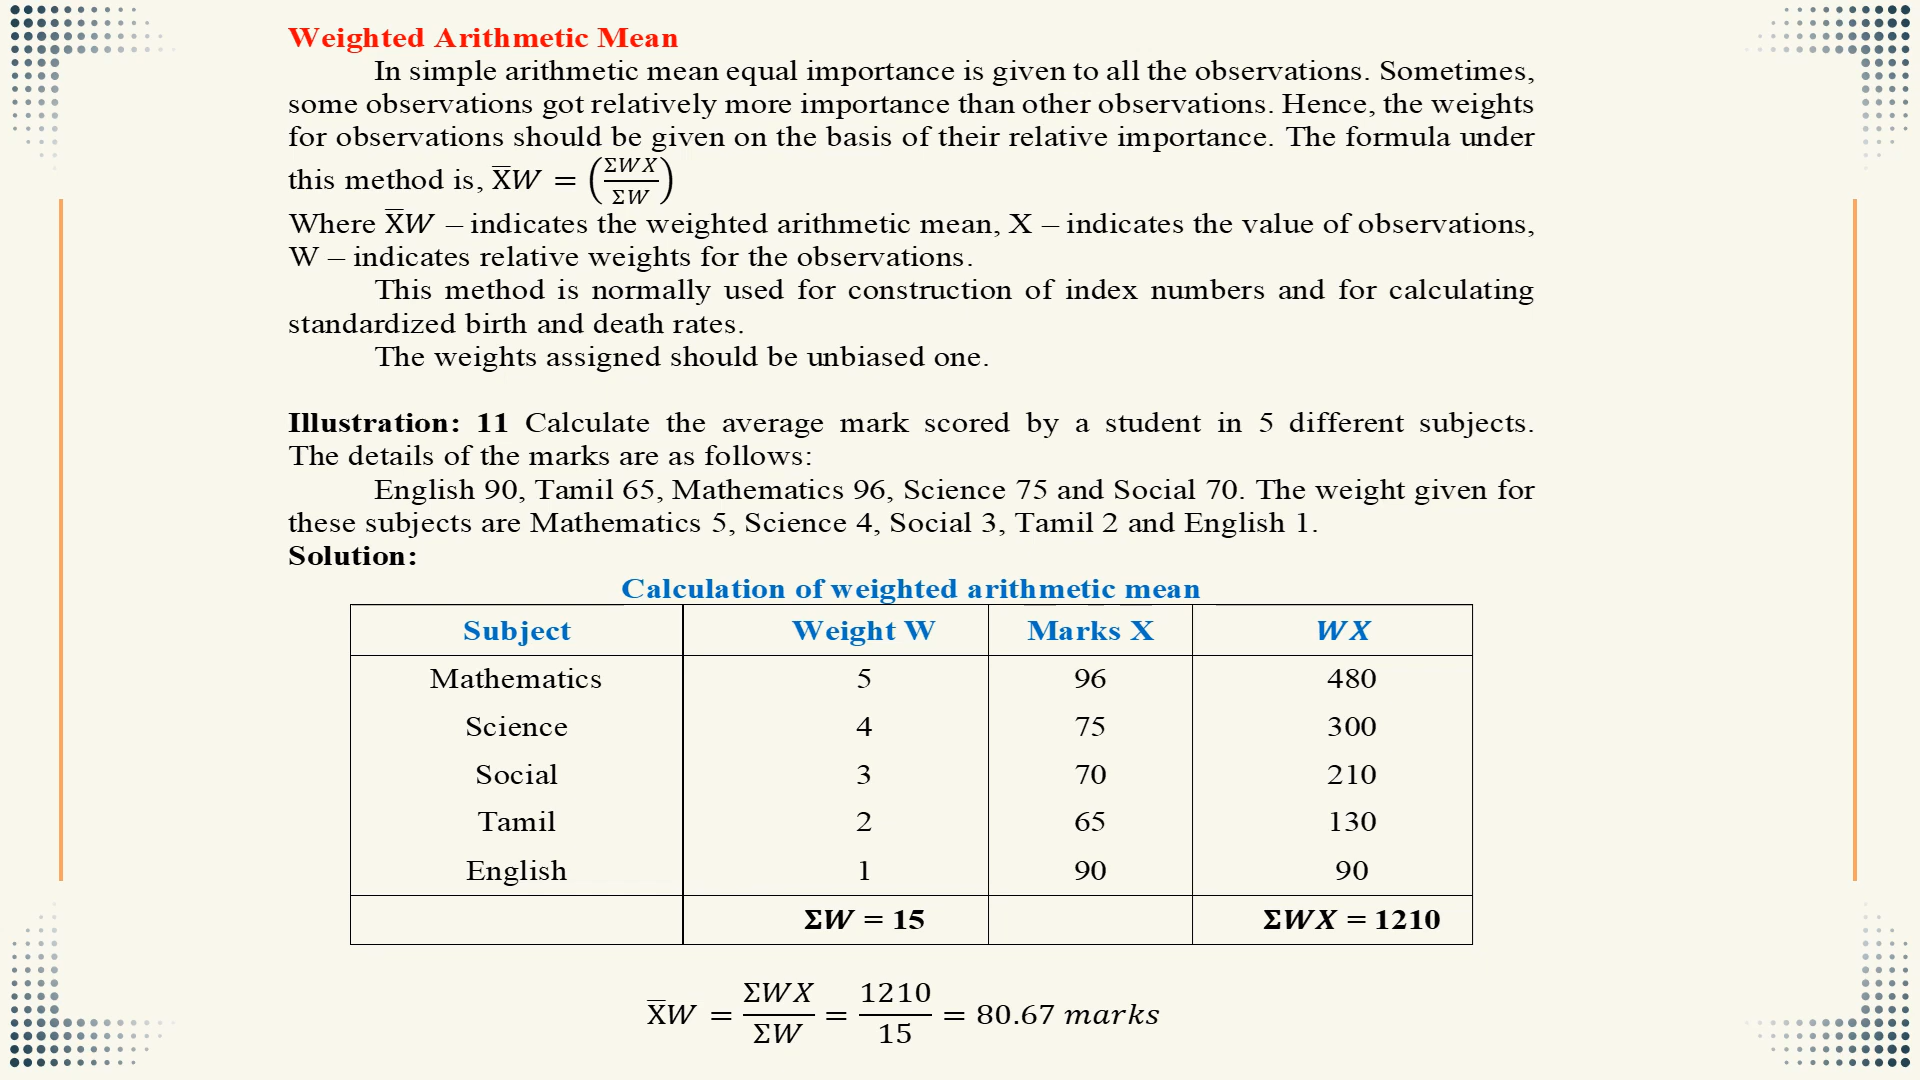 Weighted Arithmetic Mean
In simple arithmetic mean equal importance is given to all the observations. Sometimes,
some observations got relatively more importance than other observations. Hence, the weights
for observations should be given on the basis of their relative importance. The formula under
this method is, X̅W = (ΣWX/ΣW)
Where X̅W – indicates the weighted arithmetic mean, X – indicates the value of observations,
W – indicates relative weights for the observations.
This method is normally used for construction of index numbers and for calculating
standardized birth and death rates.
The weights assigned should be unbiased one.
Illustration: 11 Calculate the average mark scored by a student in 5 different subjects.
The details of the marks are as follows:
English 90, Tamil 65, Mathematics 96, Science 75 and Social 70. The weight given for
these subjects are Mathematics 5, Science 4, Social 3, Tamil 2 and English 1.
Solution:
Calculation of weighted arithmetic mean
Subject Weight W Marks X WX
Mathematics 5 96 480
Science 4 75 300
Social 3 70 210
Tamil 2 65 130
English 1 90 90
ΣW = 15 ΣWX = 1210
X̅W = ΣWX/ΣW = 1210/15 = 80.67 marks